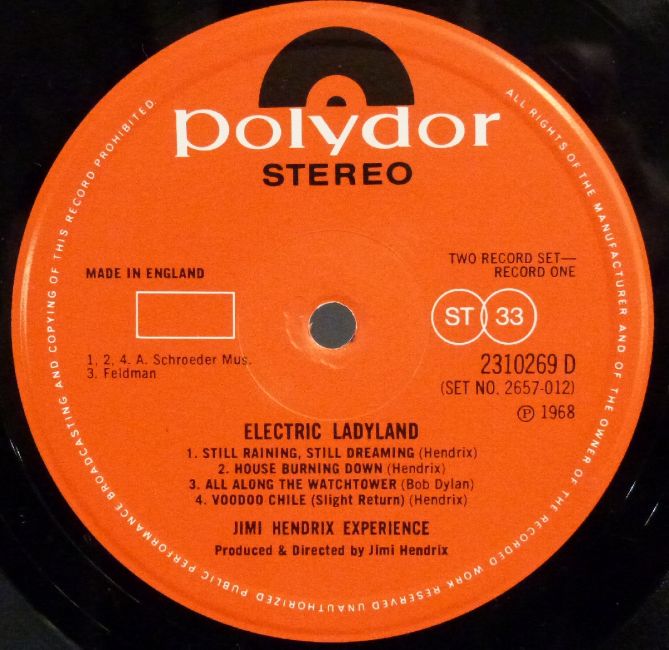 polydor
STEREO
MADE IN ENGLAND
TWO RECORD SET—
RECORD ONE
ST 33
1, 2, 4. A. Schroeder Mus.
3. Feldman
2310269 D
(SET NO. 2657-012)
Ⓟ 1968
ELECTRIC LADYLAND
1. STILL RAINING, STILL DREAMING (Hendrix)
2. HOUSE BURNING DOWN (Hendrix)
3. ALL ALONG THE WATCHTOWER (Bob Dylan)
4. VOODOO CHILE (Slight Return) (Hendrix)
JIMI HENDRIX EXPERIENCE
Produced & Directed by Jimi Hendrix
ALL RIGHTS OF THE MANUFACTURER AND OF THE OWNER OF THE RECORDED WORK RESERVED UNAUTHORIZED PUBLIC PERFORMANCE BROADCASTING AND COPYING OF THIS RECORD PROHIBITED.